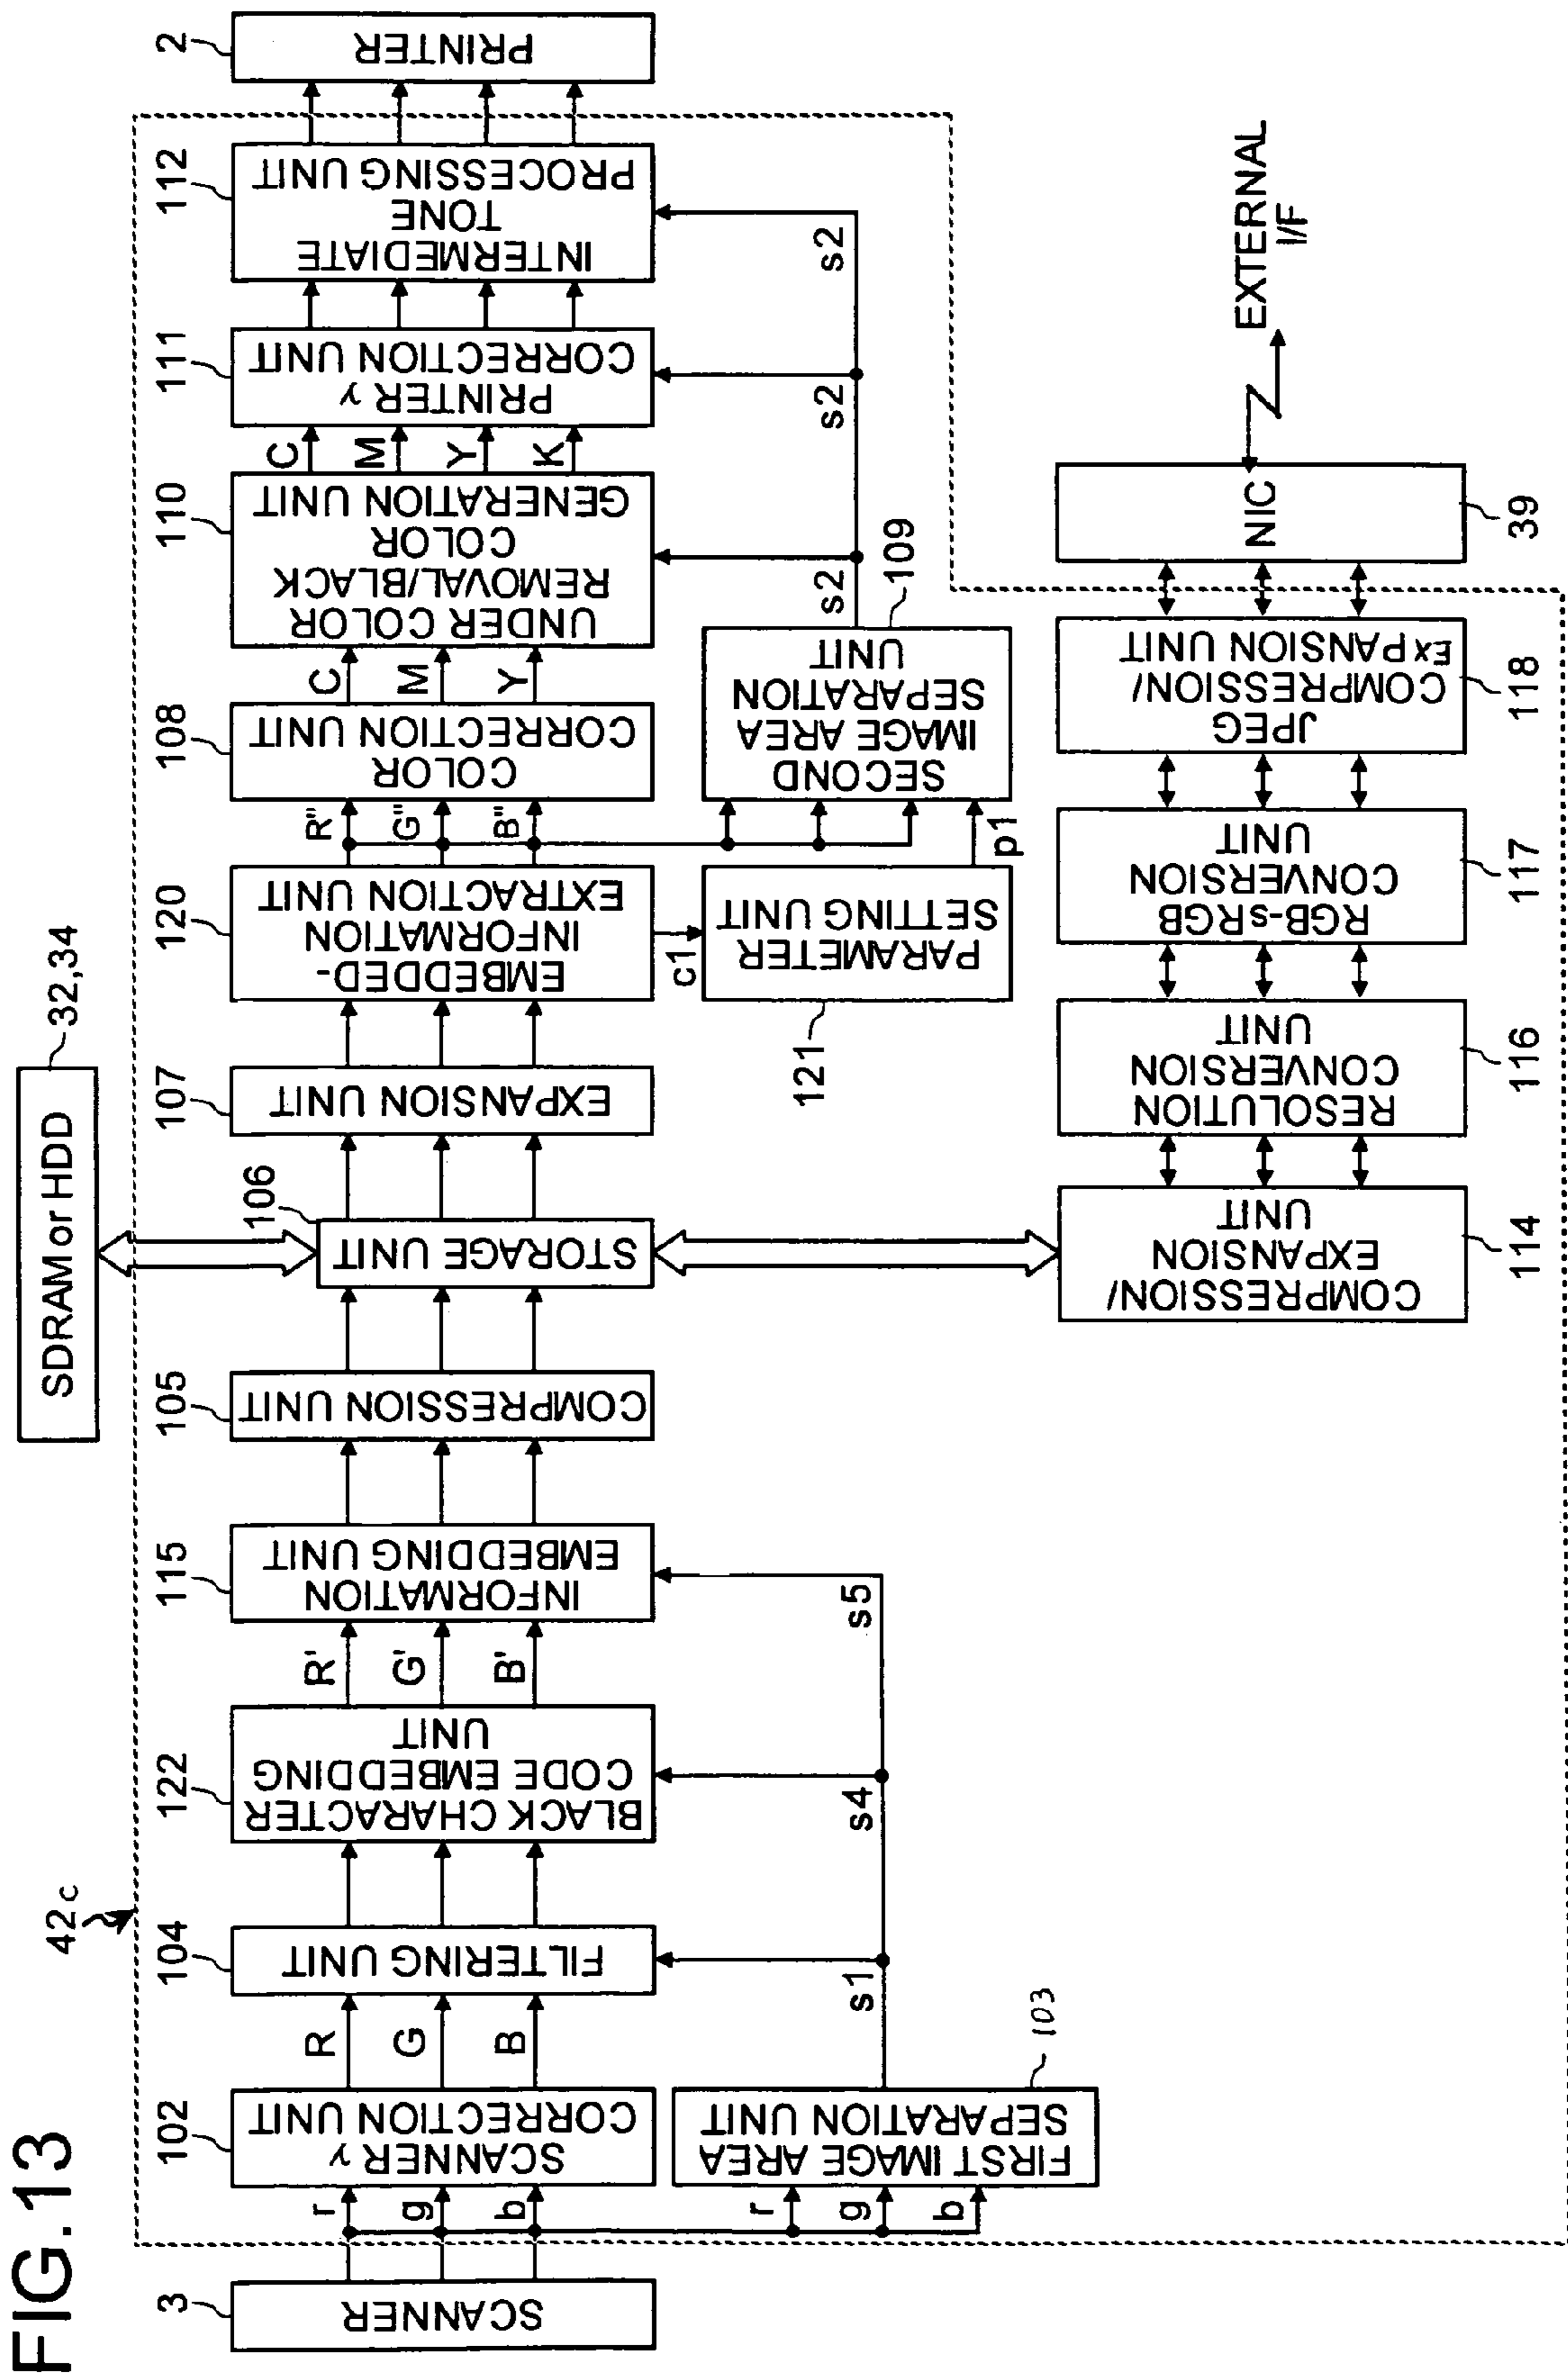 FIG.13
42c
3
SCANNER
r
g
b
102
SCANNER γ
CORRECTION UNIT
r
g
b
FIRST IMAGE AREA
SEPARATION UNIT
103
R
G
B
104
FILTERING UNIT
s1
122
BLACK CHARACTER
CODE EMBEDDING
UNIT
s4
R'
G'
B'
115
INFORMATION
EMBEDDING UNIT
s5
105
COMPRESSION UNIT
SDRAM or HDD
32,34
106
STORAGE UNIT
107
EXPANSION UNIT
120
EMBEDDED-
INFORMATION
EXTRACTION UNIT
c1
121
PARAMETER
SETTING UNIT
p1
R"
G"
B"
108
COLOR
CORRECTION UNIT
SECOND
IMAGE AREA
SEPARATION
UNIT
109
C
M
Y
110
UNDER COLOR
REMOVAL/BLACK
COLOR
GENERATION UNIT
s2
C
M
Y
K
111
PRINTER γ
CORRECTION UNIT
s2
112
INTERMEDIATE
TONE
PROCESSING UNIT
s2
2
PRINTER
COMPRESSION/
EXPANSION
UNIT
114
RESOLUTION
CONVERSION
UNIT
116
RGB-sRGB
CONVERSION
UNIT
117
JPEG
COMPRESSION/
ExPANSION UNIT
118
NIC
39
EXTERNAL
I/F